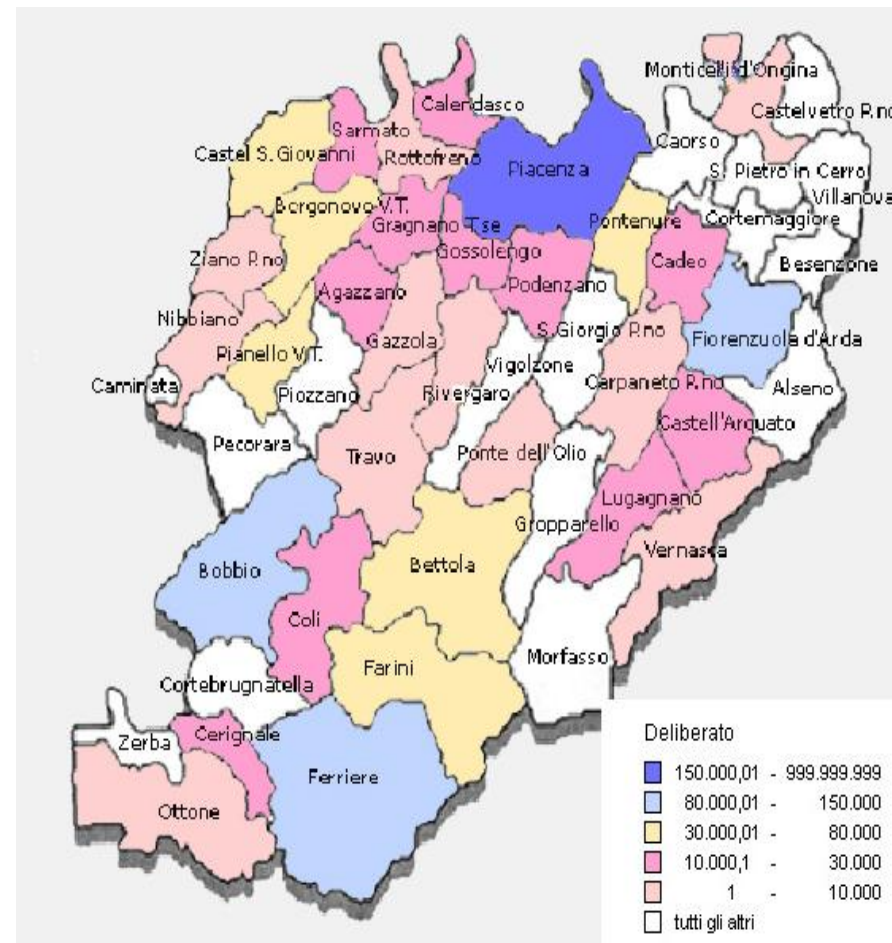 Monticelli d'Ongina
Calendasco
Castelvetro P.no
Sarmato
Caorso
Castel S. Giovanni
Rottofreno
Piacenza
S. Pietro in Cerro
Villanova
Borgonovo V.T.
Pontenure
Cortemaggiore
Gragnano T.se
Gossolengo
Ziano P.no
Cadeo
Besenzone
Agazzano
Podenzano
Nibbiano
S.Giorgio P.no
Gazzola
Fiorenzuola d'Arda
Pianello V.T.
Vigolzone
Caminata
Piozzano
Rivergaro
Carpaneto P.no
Alseno
Castell'Arquato
Pecorara
Travo
Ponte dell'Olio
Lugagnano
Gropparello
Vernasca
Bobbio
Bettola
Coli
Morfasso
Farini
Cortebrugnatella
Zerba
Cerignale
Ferriere
Ottone
Deliberato
150.000,01 - 999.999.999
80.000,01 - 150.000
30.000,01 - 80.000
10.000,1 - 30.000
1 - 10.000
tutti gli altri